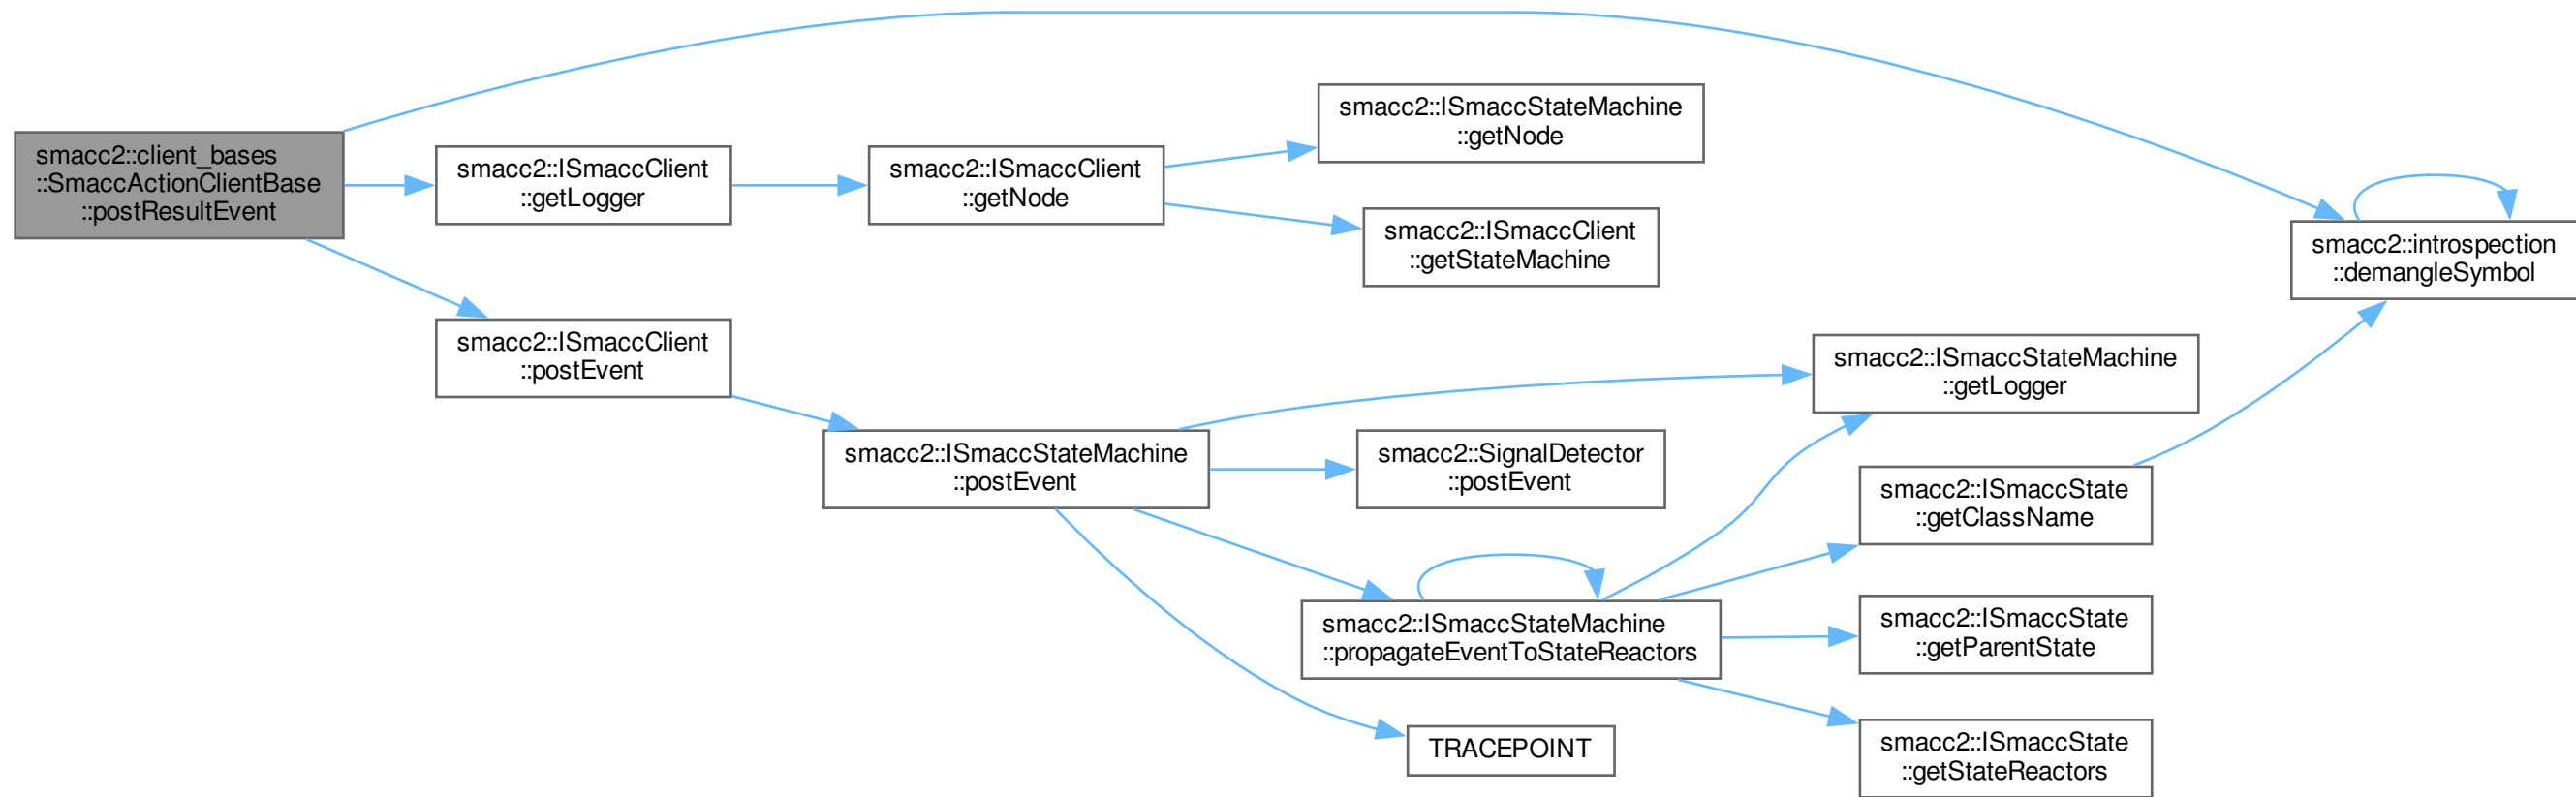 smacc2::client_bases
::SmaccActionClientBase
::postResultEvent
smacc2::ISmaccClient
::getLogger
smacc2::ISmaccClient
::getNode
smacc2::ISmaccStateMachine
::getNode
smacc2::ISmaccClient
::getStateMachine
smacc2::introspection
::demangleSymbol
smacc2::ISmaccClient
::postEvent
smacc2::ISmaccStateMachine
::postEvent
smacc2::ISmaccStateMachine
::getLogger
smacc2::SignalDetector
::postEvent
smacc2::ISmaccState
::getClassName
smacc2::ISmaccStateMachine
::propagateEventToStateReactors
smacc2::ISmaccState
::getParentState
TRACEPOINT
smacc2::ISmaccState
::getStateReactors